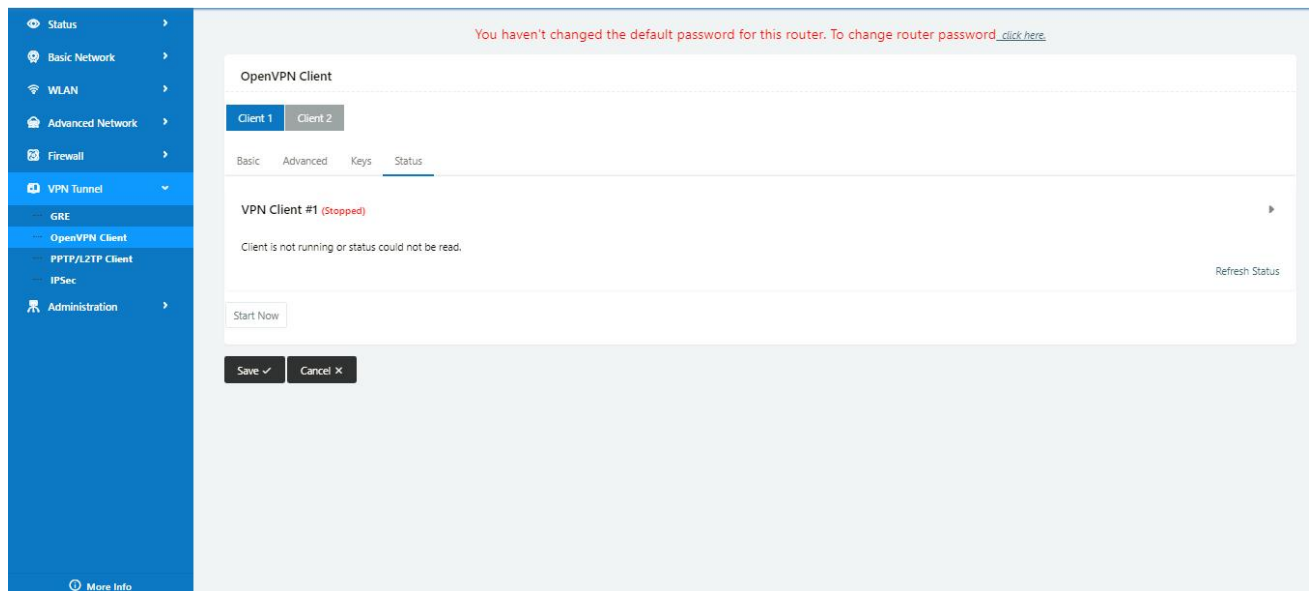 You haven't changed the default password for this router. To change router password click here.
Status
Basic Network
WLAN
Advanced Network
Firewall
VPN Tunnel
GRE
OpenVPN Client
PPTP/L2TP Client
IPSec
Administration
More Info
OpenVPN Client
Client 1 Client 2
Basic Advanced Keys Status
VPN Client #1 (Stopped)
Client is not running or status could not be read.
Refresh Status
Start Now
Save Cancel